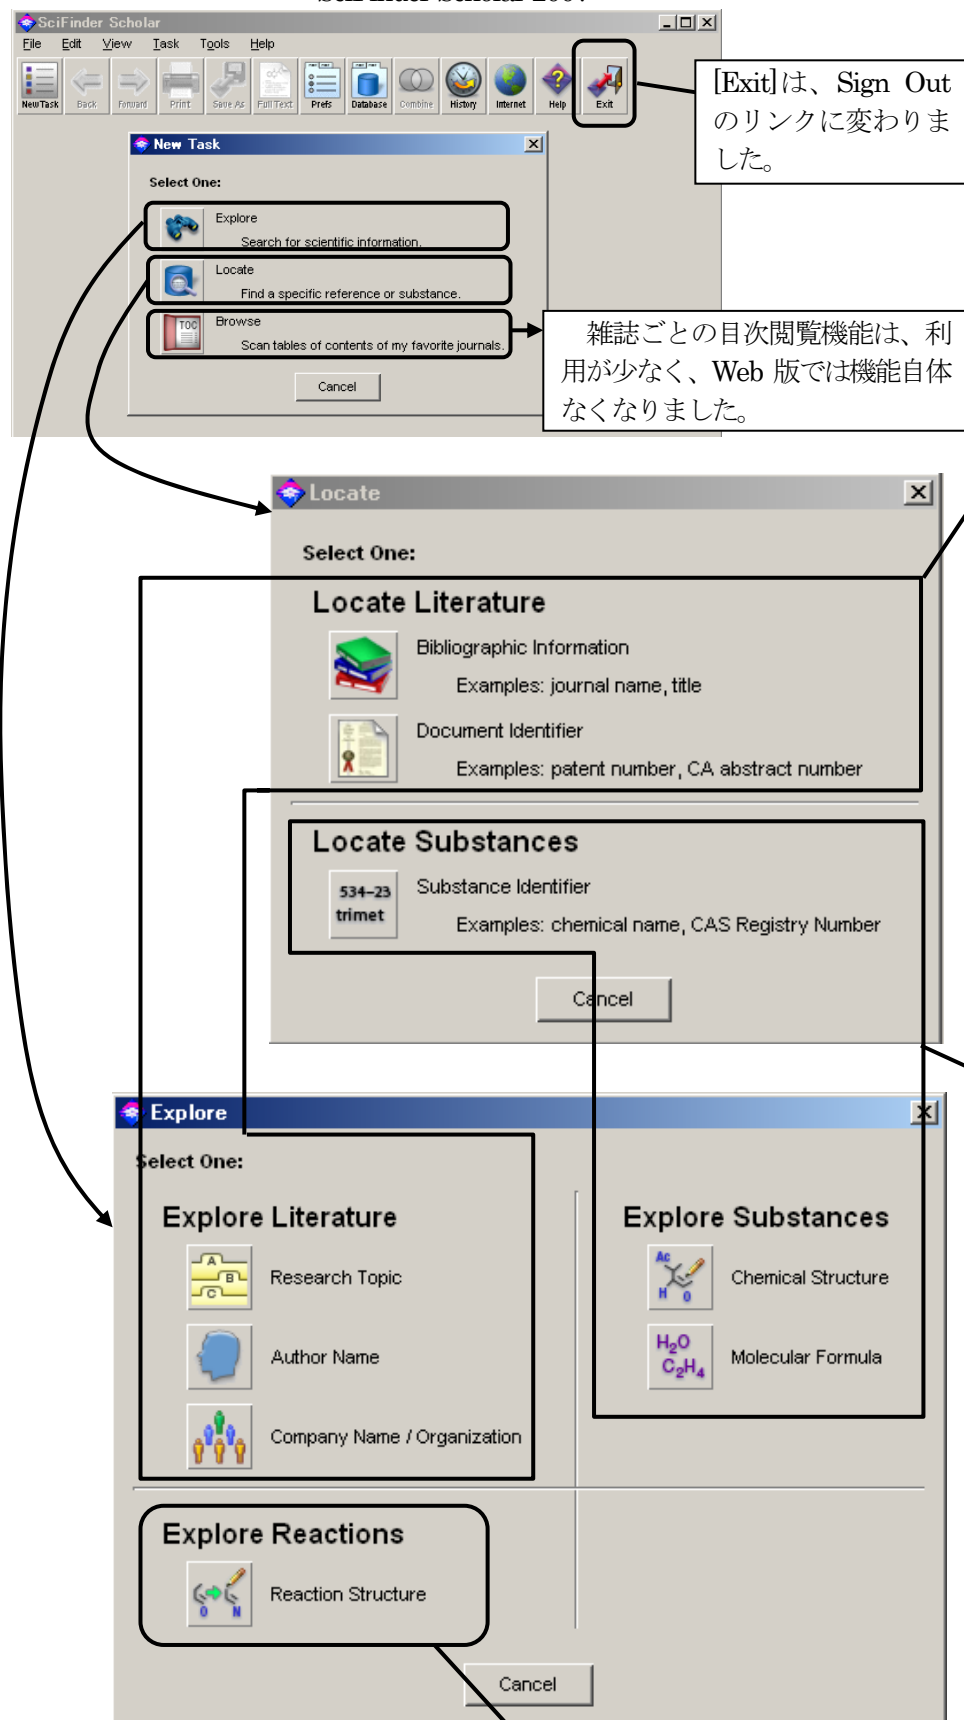 SciFinder Scholar
File Edit View Task Tools Help
NewTask Back Forward Print Save As Full Text Prefs Database Combine History Internet Help Exit
[Exit]は、Sign Out
のリンクに変わりま
した。
New Task
Select One:
Explore
Search for scientific information.
Locate
Find a specific reference or substance.
TOC
Browse
Scan tables of contents of my favorite journals.
Cancel
雑誌ごとの目次閲覧機能は、利
用が少なく、Web 版では機能自体
なくなりました。
Locate
Select One:
Locate Literature
Bibliographic Information
Examples: journal name, title
Document Identifier
Examples: patent number, CA abstract number
Locate Substances
534-23
trimet
Substance Identifier
Examples: chemical name, CAS Registry Number
Cancel
Explore
Select One:
Explore Literature
A
B
C
Research Topic
Author Name
Company Name / Organization
Explore Substances
Ac
H O
Chemical Structure
H2O
C2H4
Molecular Formula
Explore Reactions
O N
Reaction Structure
Cancel